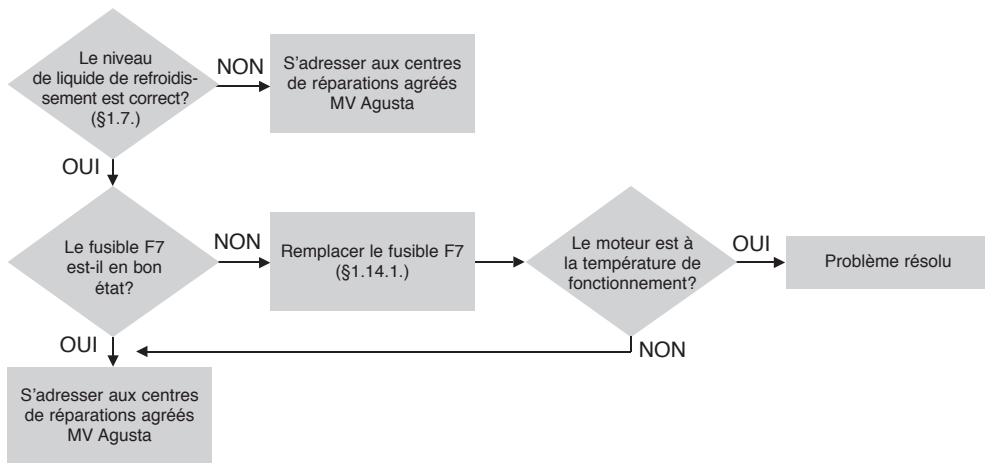 Le niveau
de liquide de refroidis-
sement est correct?
(§1.7.)
NON
S'adresser aux centres
de réparations agréés
MV Agusta
OUI
Le fusible F7
est-il en bon
état?
NON
Remplacer le fusible F7
(§1.14.1.)
Le moteur est à
la température de
fonctionnement?
OUI
Problème résolu
OUI
NON
S'adresser aux centres
de réparations agréés
MV Agusta